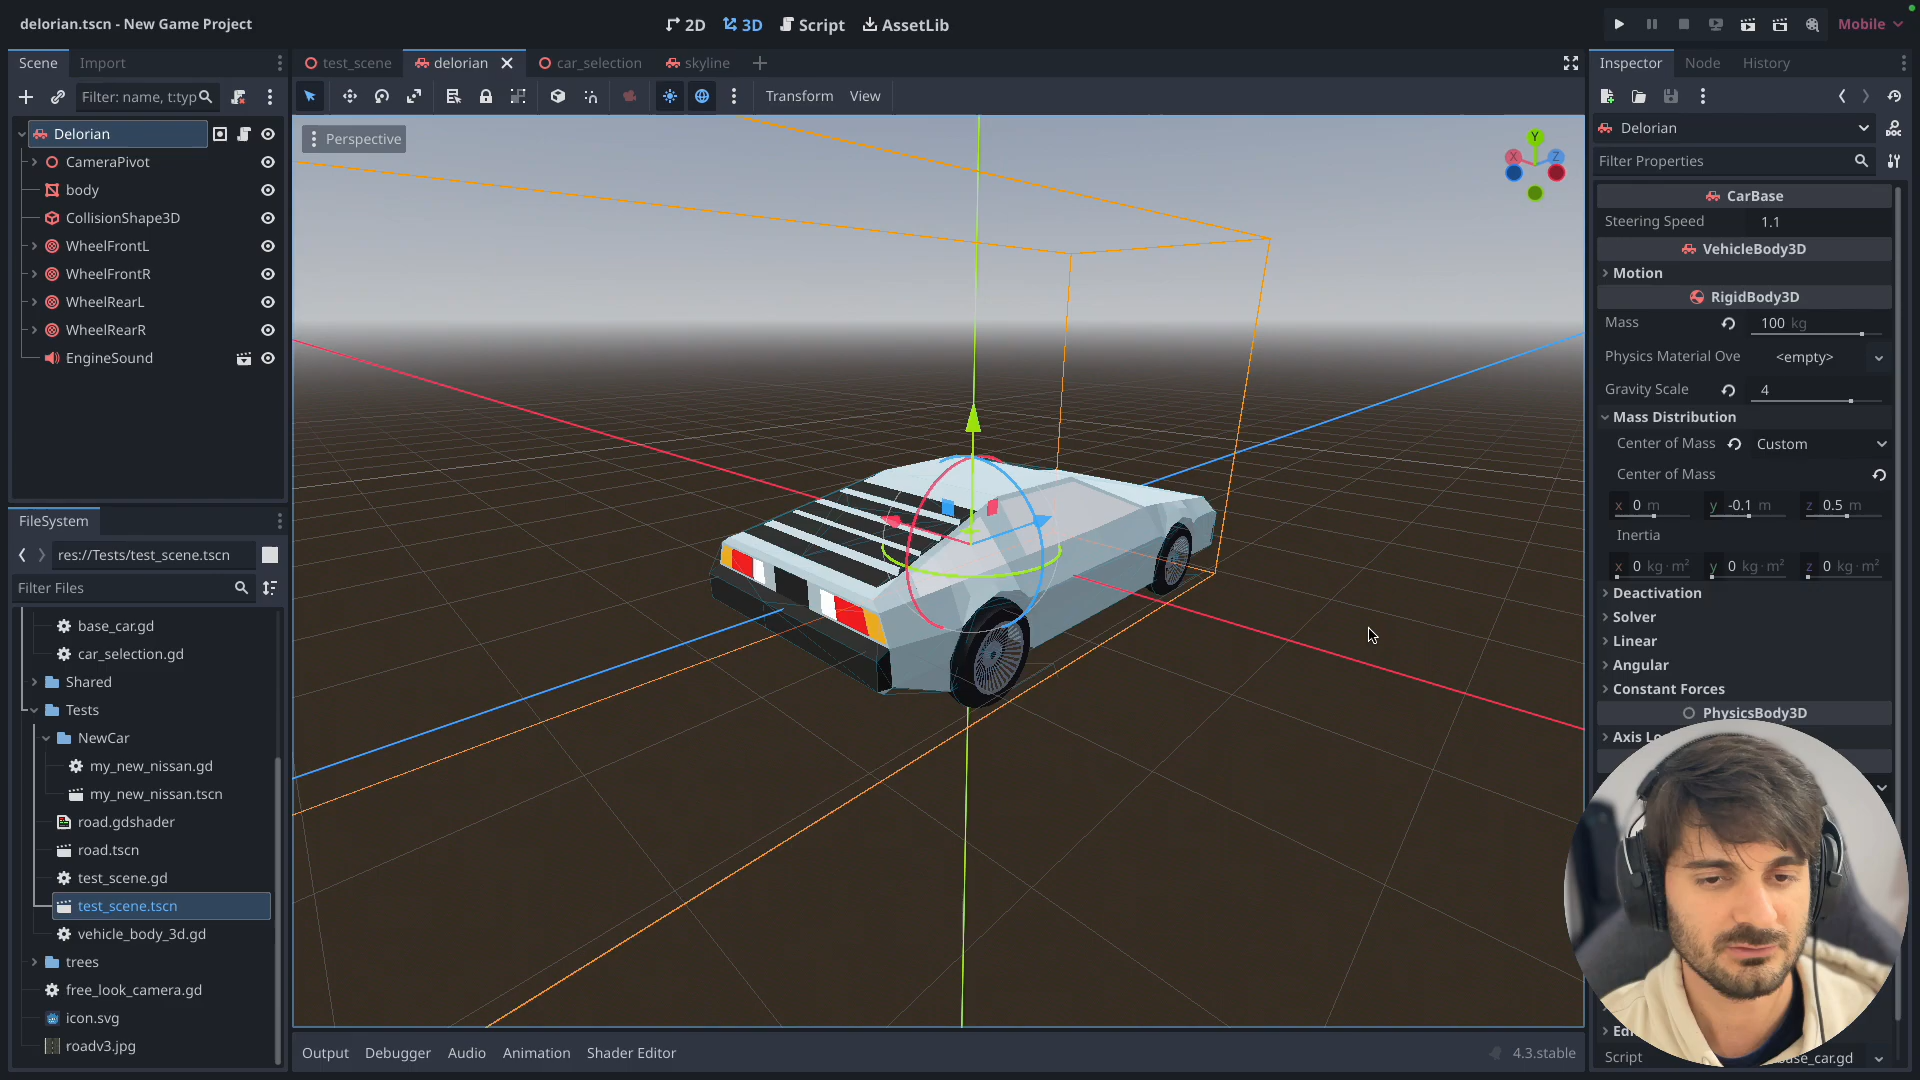 delorian.tscn - New Game Project
2D
3D
Script
AssetLib
Mobile
Scene
Import
test_scene
delorian
car_selection
skyline
Inspector
Node
History
Filter: name, t:typ
Transform
View
Delorian
CameraPivot
body
CollisionShape3D
WheelFrontL
WheelFrontR
WheelRearL
WheelRearR
EngineSound
Perspective
Y
X
Z
Delorian
Filter Properties
CarBase
Steering Speed 1.1
VehicleBody3D
Motion
RigidBody3D
Mass 100 kg
Physics Material Ove <empty>
Gravity Scale 4
Mass Distribution
Center of Mass Custom
Center of Mass
x 0 m y -0.1 m z 0.5 m
Inertia
x 0 kg·m² y 0 kg·m² z 0 kg·m²
Deactivation
Solver
Linear
Angular
Constant Forces
PhysicsBody3D
Axis Lo
Script
ase_car.gd
FileSystem
res://Tests/test_scene.tscn
Filter Files
base_car.gd
car_selection.gd
Shared
Tests
NewCar
my_new_nissan.gd
my_new_nissan.tscn
road.gdshader
road.tscn
test_scene.gd
test_scene.tscn
vehicle_body_3d.gd
trees
free_look_camera.gd
icon.svg
roadv3.jpg
Output
Debugger
Audio
Animation
Shader Editor
4.3.stable